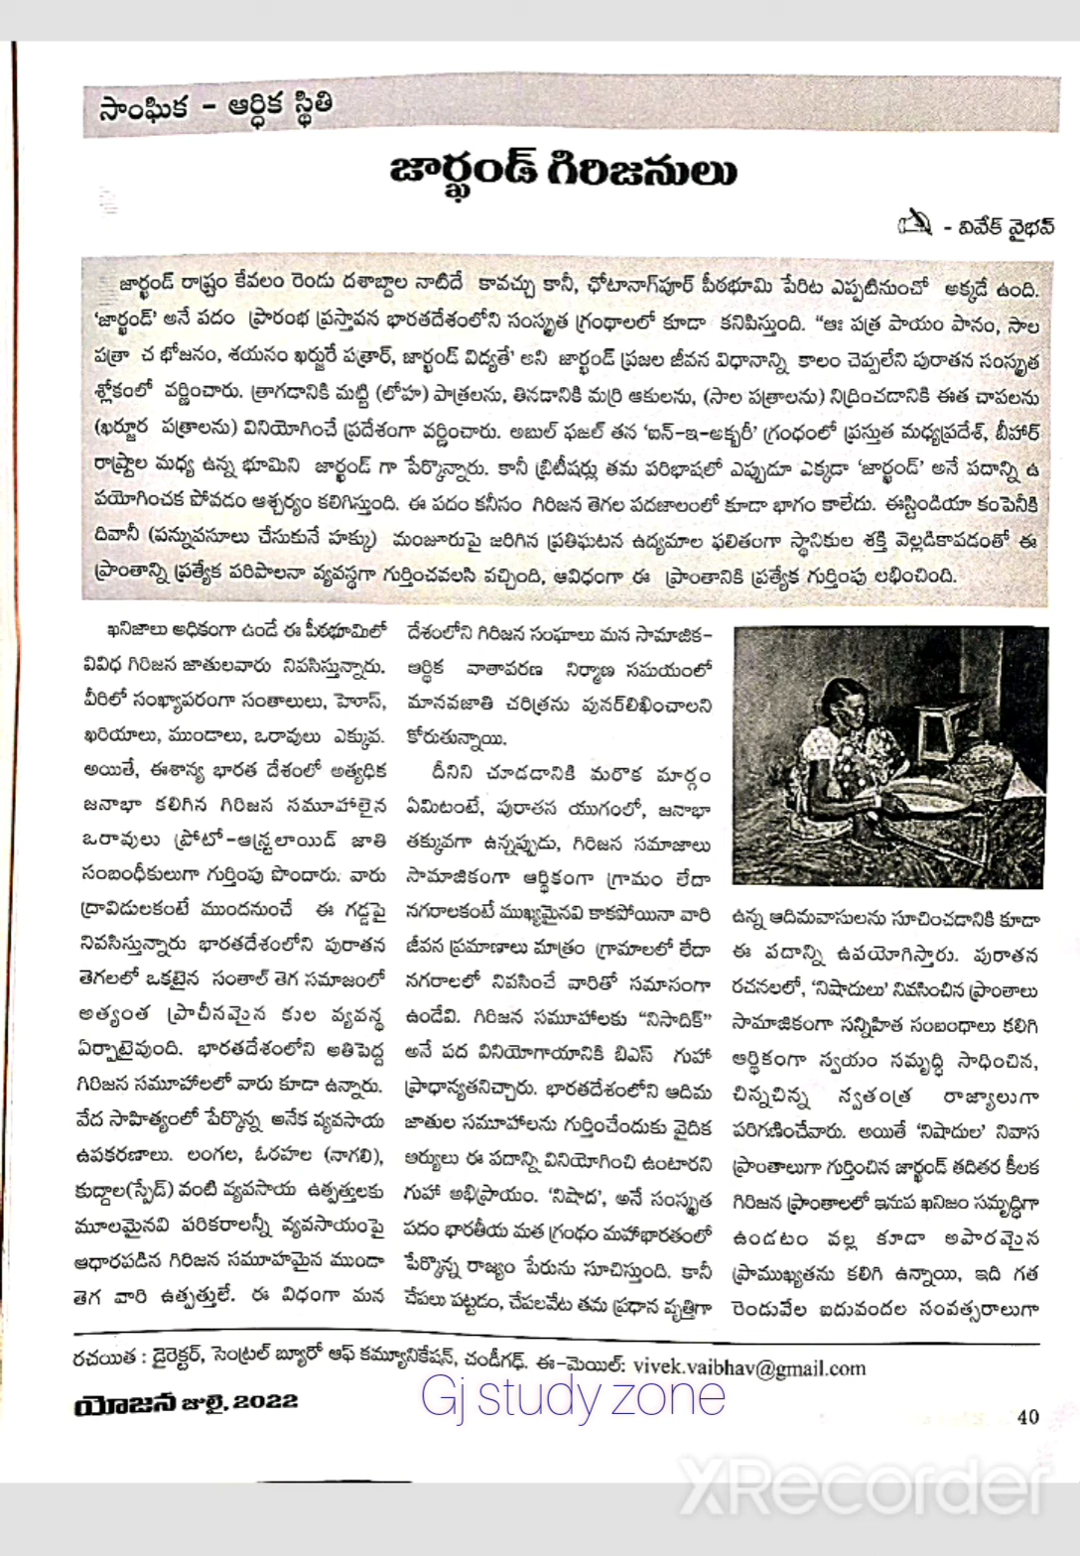 సాంఘిక - ఆర్థిక స్థితి
జార్ఖండ్ గిరిజనులు
- వివేక్ వైభవ్
జార్ఖండ్ రాష్ట్రం కేవలం రెండు దశాబ్దాల నాటిదే కావచ్చు కానీ, ఛోటానాగ్‌పూర్ పీఠభూమి పేరిట ఎప్పటినుంచో అక్కడే ఉంది.
'జార్ఖండ్' అనే పదం ప్రారంభ ప్రస్తావన భారతదేశంలోని సంస్కృత గ్రంథాలలో కూడా కనిపిస్తుంది. "ఆః పత్ర పాయం పానం, సాల
పత్రా చ భోజనం, శయనం ఖర్జురే పత్రార్, జార్ఖండ్ విద్యతే' అని జార్ఖండ్ ప్రజల జీవన విధానాన్ని కాలం చెప్పలేని పురాతన సంస్కృత
శ్లోకంలో వర్ణించారు. త్రాగడానికి మట్టి (లోహ) పాత్రలను, తినడానికి మర్రి ఆకులను, (సాల పత్రాలను) నిద్రించడానికి ఈత చాపలను
(ఖర్జూర పత్రాలను) వినియోగించే ప్రదేశంగా వర్ణించారు. అబుల్ ఫజల్ తన 'ఐన్-ఇ-అక్బరీ' గ్రంథంలో ప్రస్తుత మధ్యప్రదేశ్, బీహార్
రాష్ట్రాల మధ్య ఉన్న భూమిని జార్ఖండ్ గా పేర్కొన్నారు. కానీ బ్రిటీషర్లు తమ పరిభాషలో ఎప్పుడూ ఎక్కడా 'జార్ఖండ్' అనే పదాన్ని ఉ
పయోగించక పోవడం ఆశ్చర్యం కలిగిస్తుంది. ఈ పదం కనీసం గిరిజన తెగల పదజాలంలో కూడా భాగం కాలేదు. ఈస్టిండియా కంపెనీకి
దివానీ (పన్నువసూలు చేసుకునే హక్కు) మంజూరుపై జరిగిన ప్రతిఘటన ఉద్యమాల ఫలితంగా స్థానికుల శక్తి వెల్లడికావడంతో ఈ
ప్రాంతాన్ని ప్రత్యేక పరిపాలనా వ్యవస్థగా గుర్తించవలసి వచ్చింది, ఆవిధంగా ఈ ప్రాంతానికి ప్రత్యేక గుర్తింపు లభించింది.
ఖనిజాలు అధికంగా ఉండే ఈ పీఠభూమిలో
వివిధ గిరిజన జాతులవారు నివసిస్తున్నారు.
వీరిలో సంఖ్యాపరంగా సంతాలులు, హెూస్,
ఖరియాలు, ముండాలు, ఒరావులు ఎక్కువ.
అయితే, ఈశాన్య భారత దేశంలో అత్యధిక
జనాభా కలిగిన గిరిజన సమూహాలైన
ఒరావులు ప్రోటో-ఆస్ట్రలాయిడ్ జాతి
సంబంధీకులుగా గుర్తింపు పొందారు. వారు
ద్రావిడులకంటే ముందనుంచే ఈ గడ్డపై
నివసిస్తున్నారు భారతదేశంలోని పురాతన
తెగలలో ఒకటైన సంతాల్ తెగ సమాజంలో
అత్యంత ప్రాచీనమైన కుల వ్యవస్థ
ఏర్పాటైవుంది. భారతదేశంలోని అతిపెద్ద
గిరిజన సమూహాలలో వారు కూడా ఉన్నారు.
వేద సాహిత్యంలో పేర్కొన్న అనేక వ్యవసాయ
ఉపకరణాలు. లంగల, ఓరహల (నాగలి),
కుద్దాల(స్పేడ్) వంటి వ్యవసాయ ఉత్పత్తులకు
మూలమైనవి పరికరాలన్నీ వ్యవసాయంపై
ఆధారపడిన గిరిజన సమూహమైన ముండా
తెగ వారి ఉత్పత్తులే. ఈ విధంగా మన
దేశంలోని గిరిజన సంఘాలు మన సామాజిక-
ఆర్థిక వాతావరణ నిర్మాణ సమయంలో
మానవజాతి చరిత్రను పునర్‌లిఖించాలని
కోరుతున్నాయి.
దీనిని చూడడానికి మరొక మార్గం
ఏమిటంటే, పురాతన యుగంలో, జనాభా
తక్కువగా ఉన్నప్పుడు, గిరిజన సమాజాలు
సామాజికంగా ఆర్థికంగా గ్రామం లేదా
నగరాలకంటే ముఖ్యమైనవి కాకపోయినా వారి
జీవన ప్రమాణాలు మాత్రం గ్రామాలలో లేదా
నగరాలలో నివసించే వారితో సమానంగా
ఉండేవి. గిరిజన సమూహాలకు "నిసాదిక్"
అనే పద వినియోగాయానికి బిఎస్ గుహా
ప్రాధాన్యతనిచ్చారు. భారతదేశంలోని ఆదిమ
జాతుల సమూహాలను గుర్తించేందుకు వైదిక
ఆర్యులు ఈ పదాన్ని వినియోగించి ఉంటారని
గుహా అభిప్రాయం. 'నిషాద', అనే సంస్కృత
పదం భారతీయ మత గ్రంథం మహాభారతంలో
పేర్కొన్న రాజ్యం పేరును సూచిస్తుంది. కానీ
చేపలు పట్టడం, చేపలవేట తమ ప్రధాన వృత్తిగా
ఉన్న ఆదిమవాసులను సూచించడానికి కూడా
ఈ పదాన్ని ఉపయోగిస్తారు. పురాతన
రచనలలో, 'నిషాదులు' నివసించిన ప్రాంతాలు
సామాజికంగా సన్నిహిత సంబంధాలు కలిగి
ఆర్థికంగా స్వయం సమృద్ధి సాధించిన,
చిన్నచిన్న స్వతంత్ర రాజ్యాలుగా
పరిగణించేవారు. అయితే 'నిషాదుల' నివాస
ప్రాంతాలుగా గుర్తించిన జార్ఖండ్ తదితర కీలక
గిరిజన ప్రాంతాలలో ఇనుప ఖనిజం సమృద్ధిగా
ఉండటం వల్ల కూడా అపారమైన
ప్రాముఖ్యతను కలిగి ఉన్నాయి, ఇది గత
రెండువేల ఐదువందల సంవత్సరాలుగా
రచయిత : డైరెక్టర్, సెంట్రల్ బ్యూరో ఆఫ్ కమ్యూనికేషన్, చండీగఢ్. ఈ-మెయిల్: vivek.vaibhav@gmail.com
యోజన జులై, 2022
Gj study zone
40
XRecorder